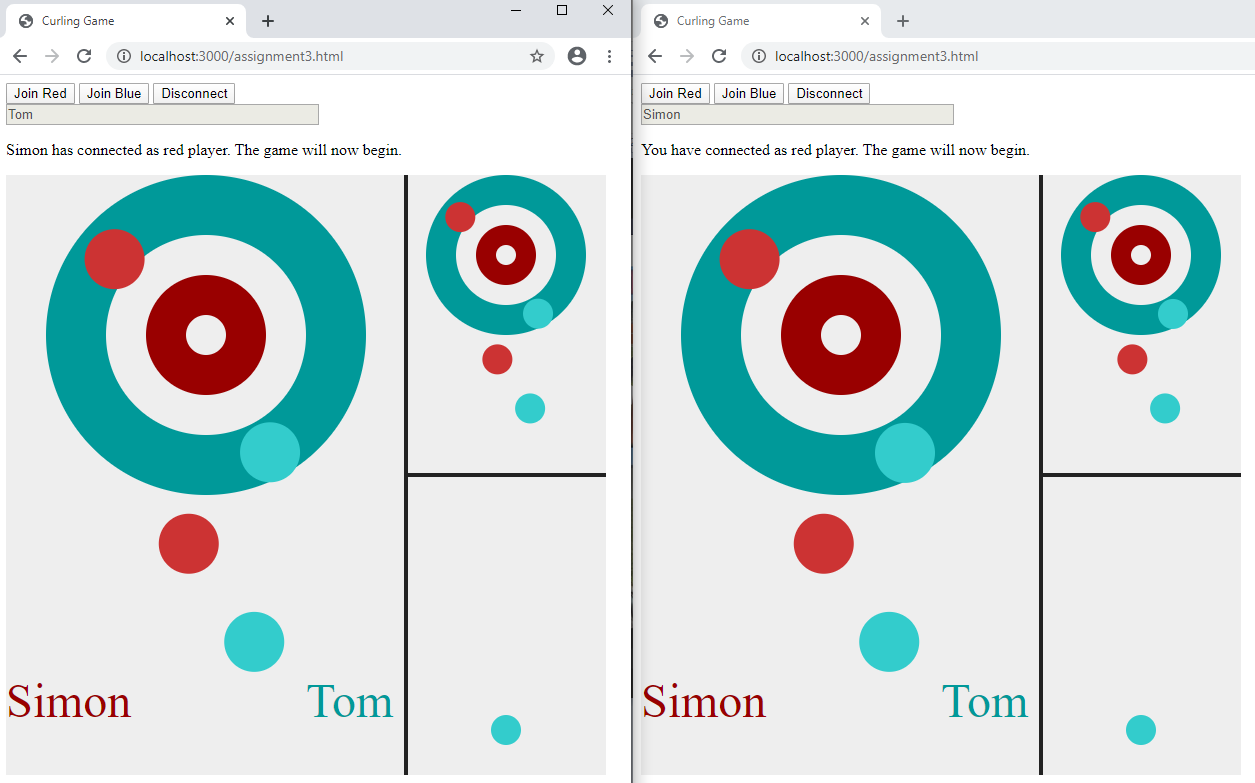 Curling Game
localhost:3000/assignment3.html
Join Red Join Blue Disconnect
Tom
Simon has connected as red player. The game will now begin.
Simon Tom
Curling Game
localhost:3000/assignment3.html
Join Red Join Blue Disconnect
Simon
You have connected as red player. The game will now begin.
Simon Tom